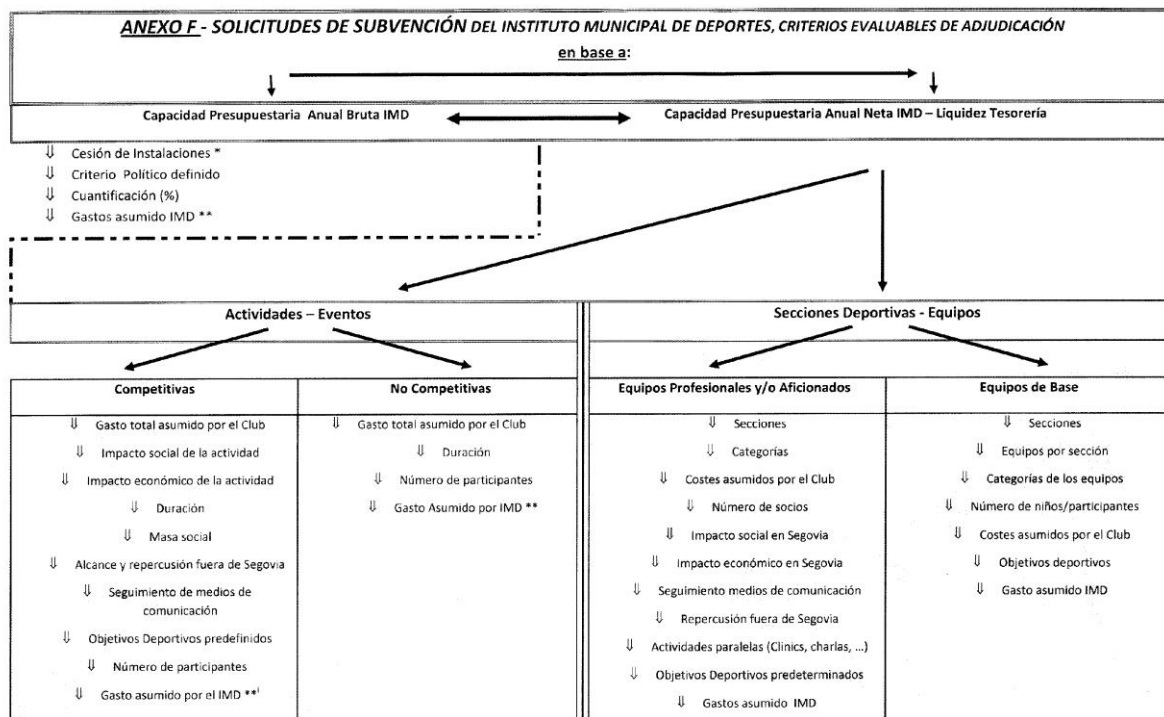 ANEXO F - SOLICITUDES DE SUBVENCIÓN DEL INSTITUTO MUNICIPAL DE DEPORTES, CRITERIOS EVALUABLES DE ADJUDICACIÓN
en base a:
Capacidad Presupuestaria Anual Bruta IMD
Capacidad Presupuestaria Anual Neta IMD – Liquidez Tesorería
⇓ Cesión de Instalaciones *
⇓ Criterio Político definido
⇓ Cuantificación (%)
⇓ Gastos asumido IMD **
Actividades – Eventos
Competitivas
⇓ Gasto total asumido por el Club
⇓ Impacto social de la actividad
⇓ Impacto económico de la actividad
⇓ Duración
⇓ Masa social
⇓ Alcance y repercusión fuera de Segovia
⇓ Seguimiento de medios de
comunicación
⇓ Objetivos Deportivos predefinidos
⇓ Número de participantes
⇓ Gasto asumido por el IMD **ⁱ
No Competitivas
⇓ Gasto total asumido por el Club
⇓ Duración
⇓ Número de participantes
⇓ Gasto Asumido por IMD **
Secciones Deportivas - Equipos
Equipos Profesionales y/o Aficionados
⇓ Secciones
⇓ Categorías
⇓ Costes asumidos por el Club
⇓ Número de socios
⇓ Impacto social en Segovia
⇓ Impacto económico en Segovia
⇓ Seguimiento medios de comunicación
⇓ Repercusión fuera de Segovia
⇓ Actividades paralelas (Clinics, charlas, ...)
⇓ Objetivos Deportivos predeterminados
⇓ Gastos asumido IMD
Equipos de Base
⇓ Secciones
⇓ Equipos por sección
⇓ Categorías de los equipos
⇓ Número de niños/participantes
⇓ Costes asumidos por el Club
⇓ Objetivos deportivos
⇓ Gasto asumido IMD